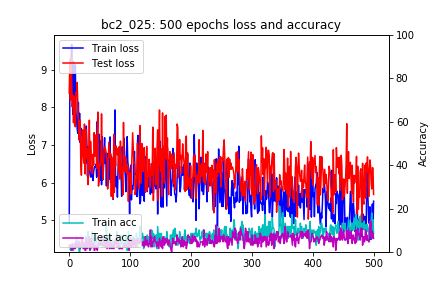 bc2_025: 500 epochs loss and accuracy
Train loss
Test loss
Train acc
Test acc
Loss
Accuracy
9
8
7
6
5
100
80
60
40
20
0
0
100
200
300
400
500